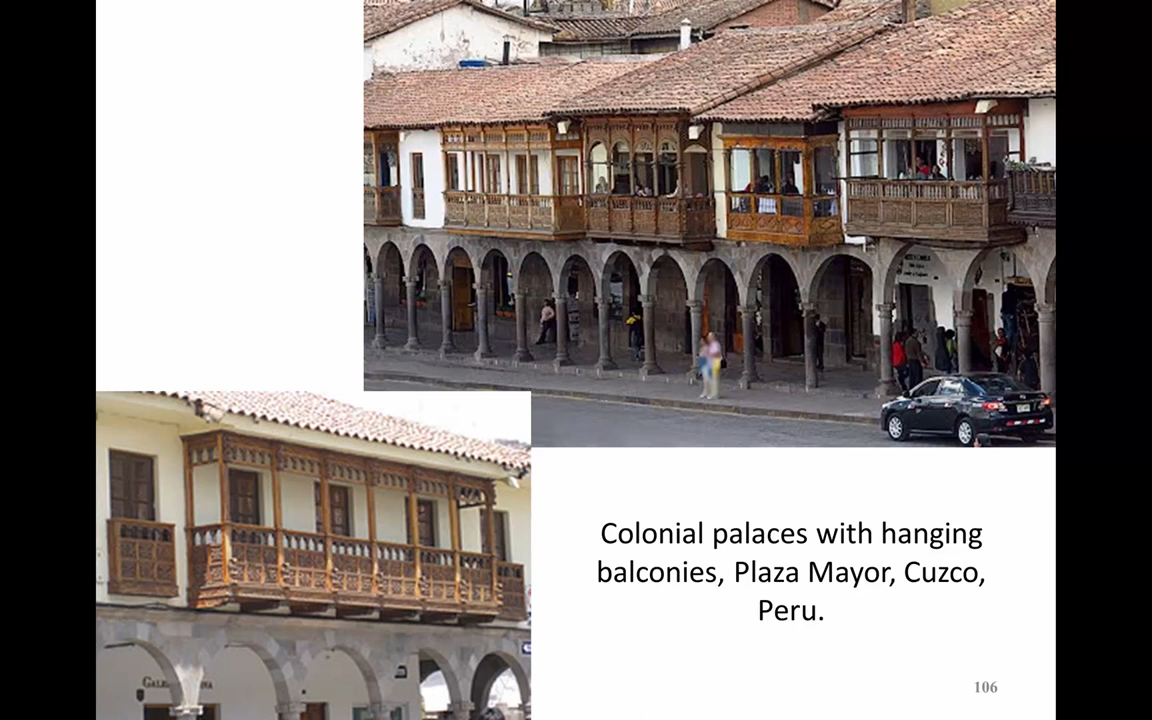 Colonial palaces with hanging
balconies, Plaza Mayor, Cuzco,
Peru.
106